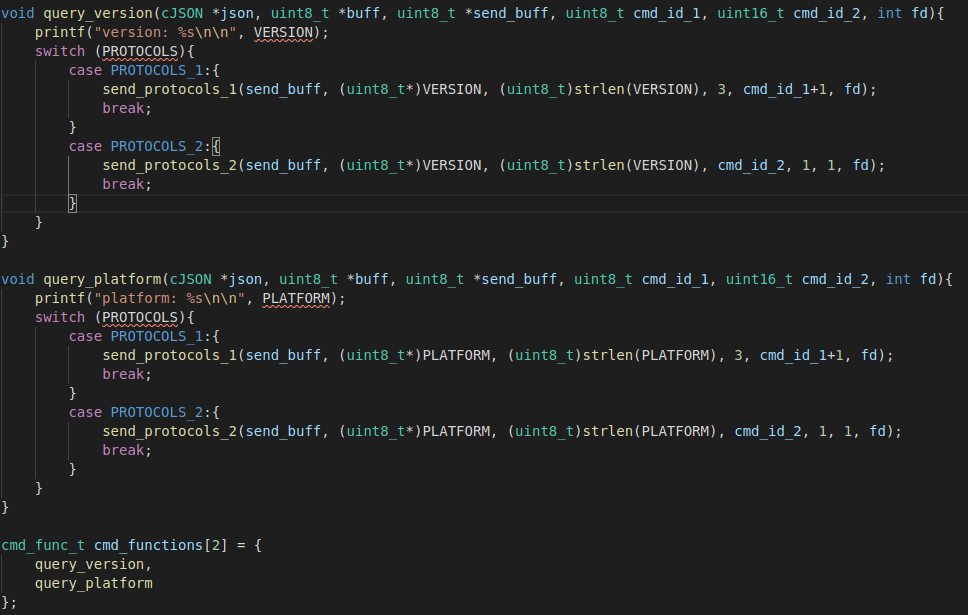 void query_version(cJSON *json, uint8_t *buff, uint8_t *send_buff, uint8_t cmd_id_1, uint16_t cmd_id_2, int fd){
    printf("version: %s\n\n", VERSION);
    switch (PROTOCOLS){
        case PROTOCOLS_1:{
            send_protocols_1(send_buff, (uint8_t*)VERSION, (uint8_t)strlen(VERSION), 3, cmd_id_1+1, fd);
            break;
        }
        case PROTOCOLS_2:{
            send_protocols_2(send_buff, (uint8_t*)VERSION, (uint8_t)strlen(VERSION), cmd_id_2, 1, 1, fd);
            break;
        }
    }
}

void query_platform(cJSON *json, uint8_t *buff, uint8_t *send_buff, uint8_t cmd_id_1, uint16_t cmd_id_2, int fd){
    printf("platform: %s\n\n", PLATFORM);
    switch (PROTOCOLS){
        case PROTOCOLS_1:{
            send_protocols_1(send_buff, (uint8_t*)PLATFORM, (uint8_t)strlen(PLATFORM), 3, cmd_id_1+1, fd);
            break;
        }
        case PROTOCOLS_2:{
            send_protocols_2(send_buff, (uint8_t*)PLATFORM, (uint8_t)strlen(PLATFORM), cmd_id_2, 1, 1, fd);
            break;
        }
    }
}

cmd_func_t cmd_functions[2] = {
    query_version,
    query_platform
};